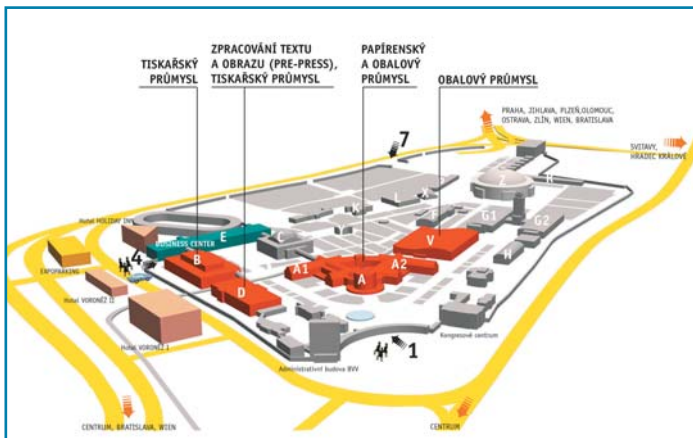 TISKAŘSKÝ
PRŮMYSL
ZPRACOVÁNÍ TEXTU
A OBRAZU (PRE-PRESS),
TISKAŘSKÝ PRŮMYSL
PAPÍRENSKÝ
A OBALOVÝ
PRŮMYSL
OBALOVÝ PRŮMYSL
PRAHA, JIHLAVA, PLZEŇ,OLOMOUC,
OSTRAVA, ZLÍN, WIEN, BRATISLAVA
SVITAVY,
HRADEC KRÁLOVÉ
7
Z
H
X
L
K
F
G1
G2
Hotel HOLIDAY INN
E
BUSINESS CENTER
C
V
H
4
B
A1
A2
A
EXPOPARKING
D
Hotel VORONĚŽ II
Hotel VORONĚŽ I
1
Kongresové centrum
Administrativní budova BVV
CENTRUM, BRATISLAVA, WIEN
CENTRUM